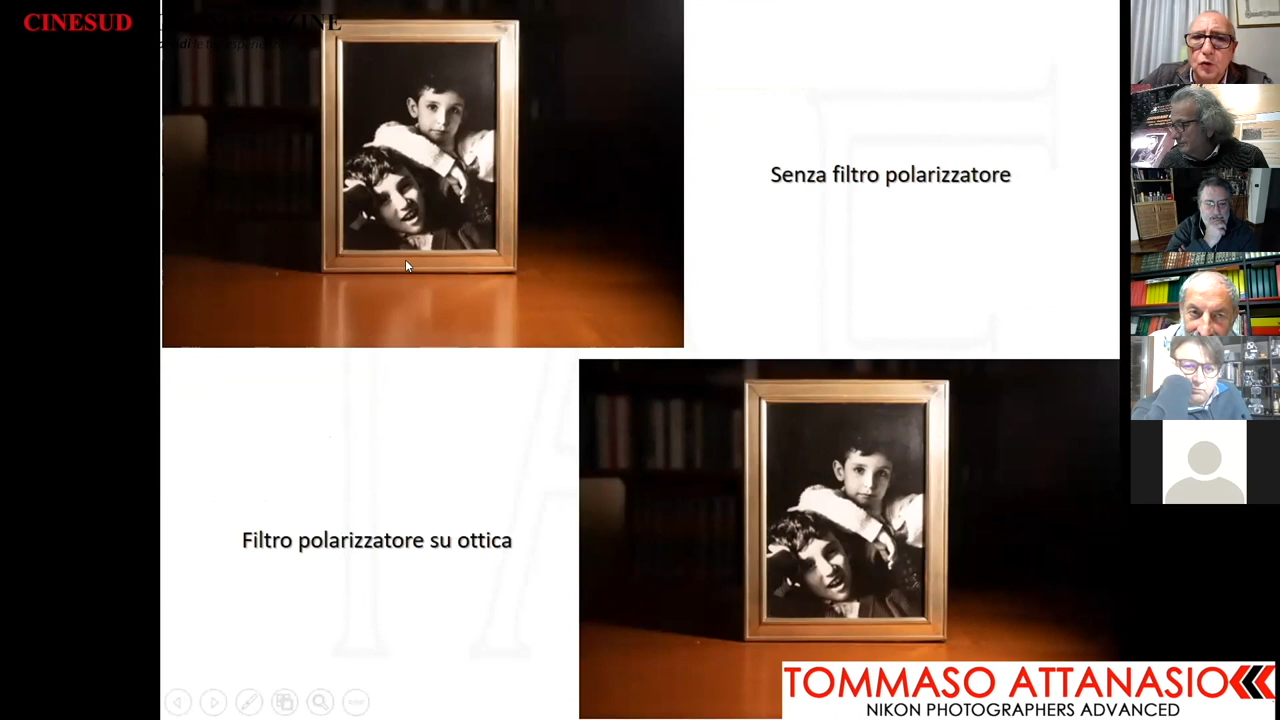 CINESUD
Senza filtro polarizzatore
Filtro polarizzatore su ottica
TOMMASO ATTANASIO
NIKON PHOTOGRAPHERS ADVANCED